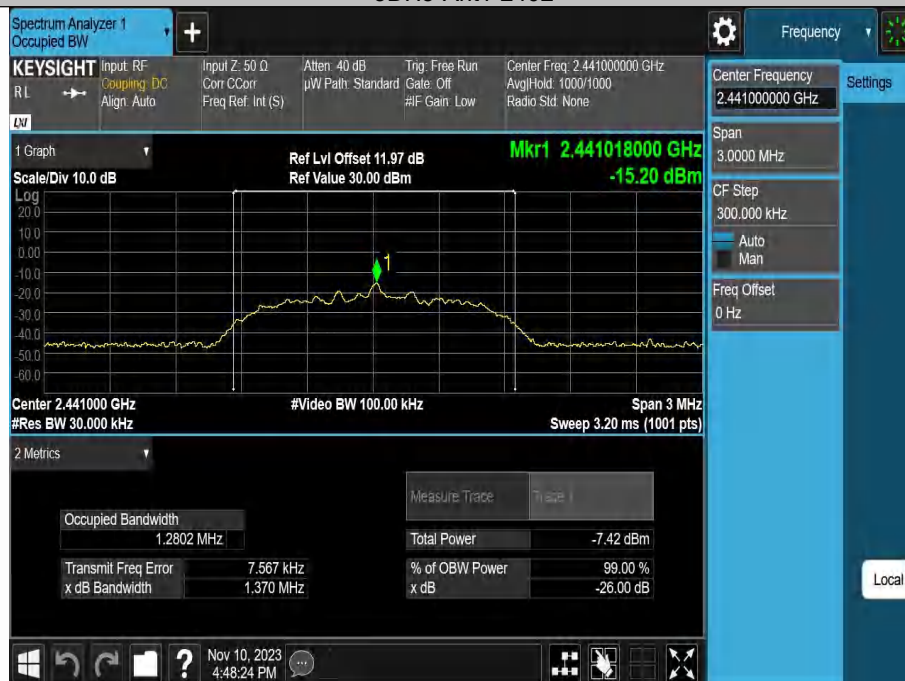 Spectrum Analyzer 1
Occupied BW
Frequency
KEYSIGHT
RL
LXI
Input: RF
Coupling: DC
Align: Auto
Input Z: 50 Ω
Corr CCorr
Freq Ref: Int (S)
Atten: 40 dB
µW Path: Standard
Trig: Free Run
Gate: Off
#IF Gain: Low
Center Freq: 2.441000000 GHz
Avg|Hold: 1000/1000
Radio Std: None
Center Frequency
2.441000000 GHz
Settings
Span
3.0000 MHz
CF Step
300.000 kHz
Auto
Man
Freq Offset
0 Hz
Local
1 Graph
Scale/Div 10.0 dB
Ref Lvl Offset 11.97 dB
Ref Value 30.00 dBm
Mkr1 2.441018000 GHz
-15.20 dBm
Log
20.0
10.0
0.00
-10.0
-20.0
-30.0
-40.0
-50.0
-60.0
1
Center 2.441000 GHz
#Res BW 30.000 kHz
#Video BW 100.00 kHz
Span 3 MHz
Sweep 3.20 ms (1001 pts)
2 Metrics
Measure Trace
Trace 1
Occupied Bandwidth
1.2802 MHz
Total Power
-7.42 dBm
Transmit Freq Error
7.567 kHz
% of OBW Power
99.00 %
x dB Bandwidth
1.370 MHz
x dB
-26.00 dB
?
Nov 10, 2023
4:48:24 PM